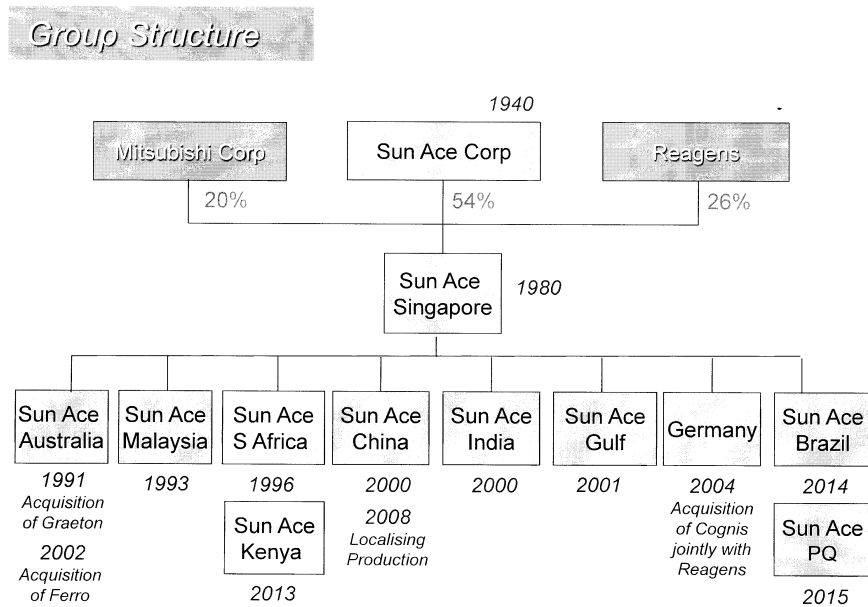 Group Structure
1940
Mitsubishi Corp
Sun Ace Corp
Reagens
20%
54%
26%
Sun Ace
Singapore
1980
Sun Ace
Australia
1991
Acquisition
of Graeton
2002
Acquisition
of Ferro
Sun Ace
Malaysia
1993
Sun Ace
S Africa
1996
Sun Ace
Kenya
2013
Sun Ace
China
2000
2008
Localising
Production
Sun Ace
India
2000
Sun Ace
Gulf
2001
Germany
2004
Acquisition
of Cognis
jointly with
Reagens
Sun Ace
Brazil
2014
Sun Ace
PQ
2015